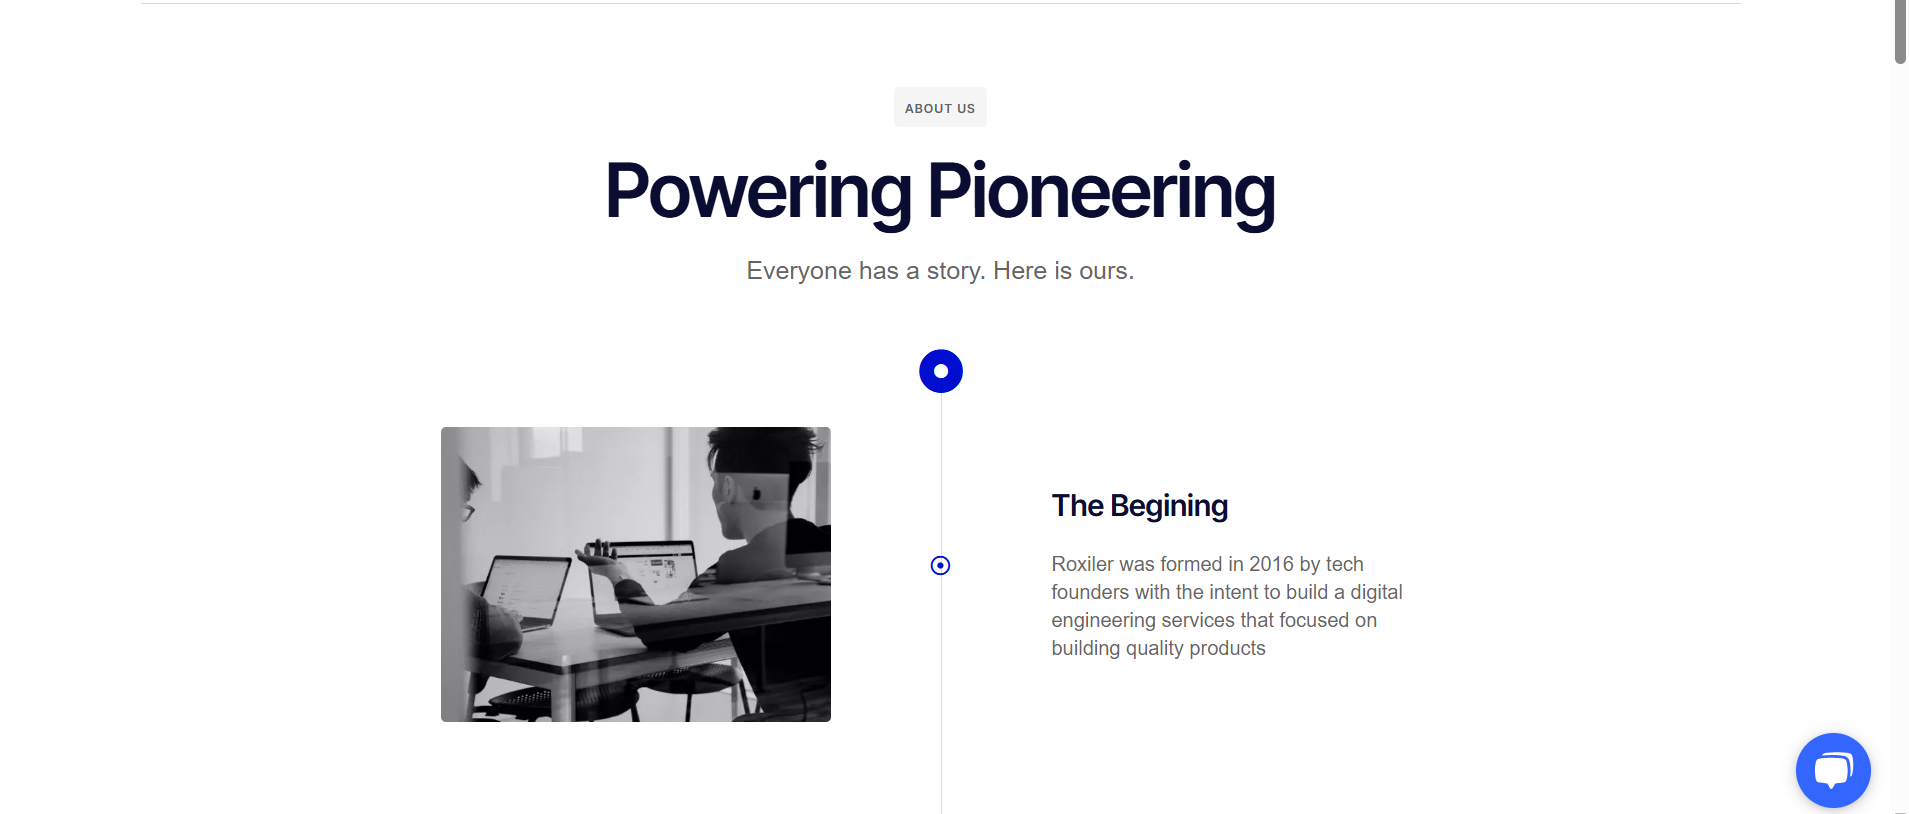 ABOUT US
Powering Pioneering
Everyone has a story. Here is ours.
The Begining
Roxiler was formed in 2016 by tech
founders with the intent to build a digital
engineering services that focused on
building quality products